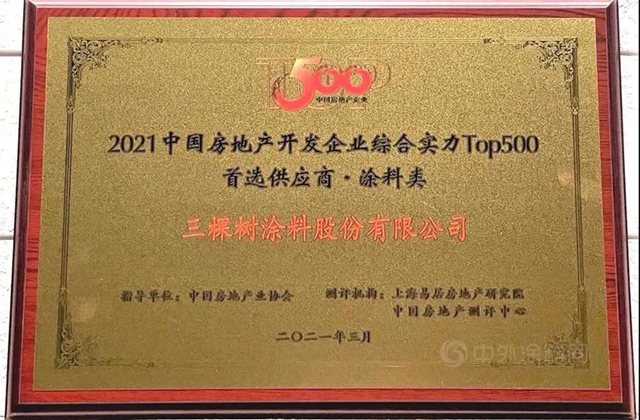 500
中国房地产企业
2021中国房地产开发企业综合实力Top500
首选供应商·涂料类
三棵树涂料股份有限公司
指导单位：中国房地产业协会
测评机构：上海易居房地产研究院
中国房地产测评中心
二〇二一年三月
中外涂料网